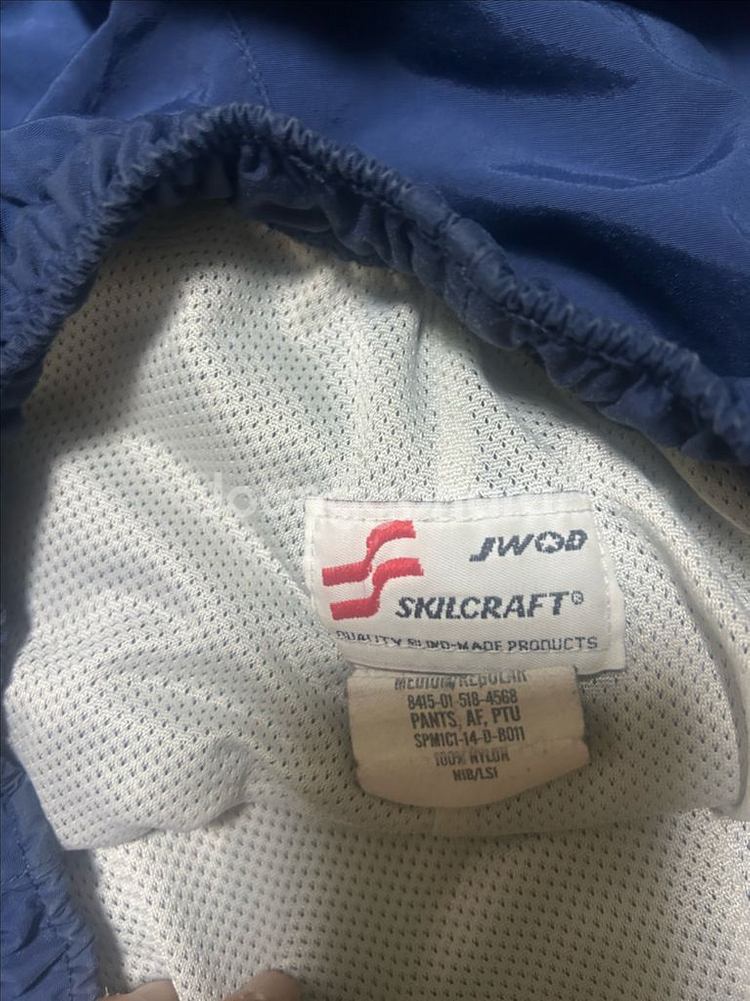 JWOD
SKILCRAFT®
QUALITY BLIND-MADE PRODUCTS
MEDIUM/REGULAR
8415-01-518-4568
PANTS, AF, PTU
SPM1C1-14-D-B011
100% NYLON
NIB/LSI